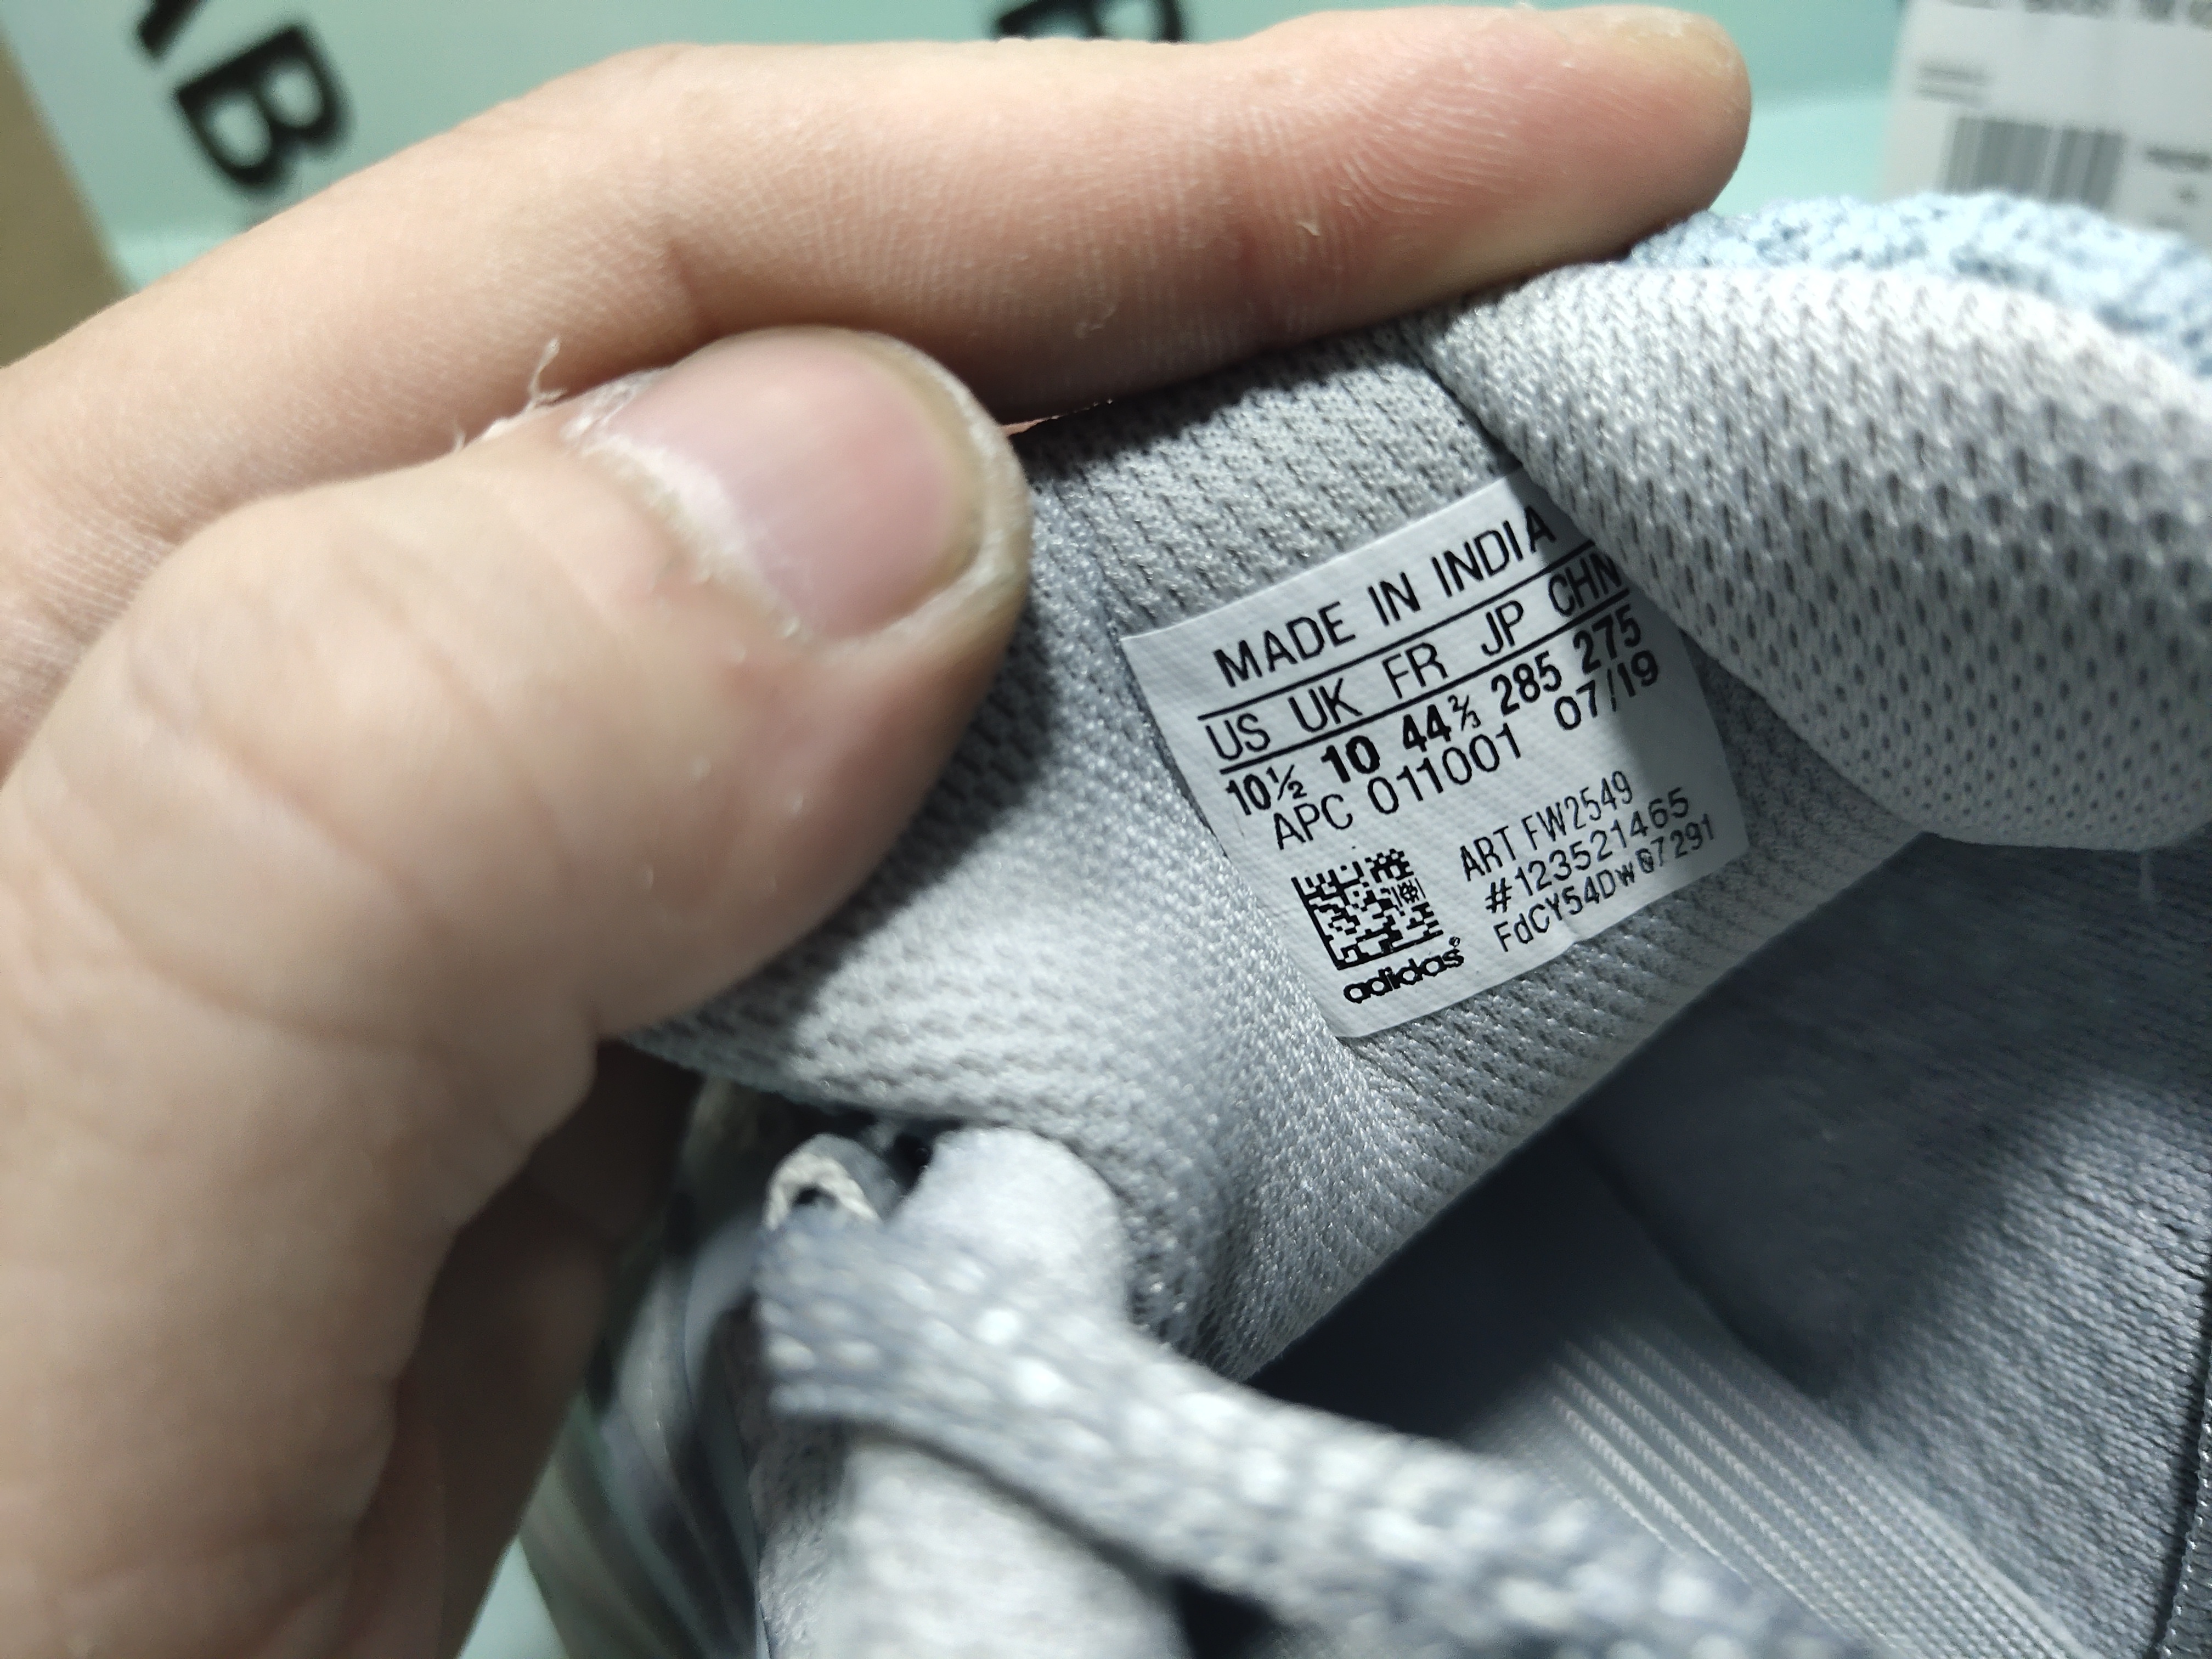 AB
MADE IN INDIA
US UK FR JP CHN
10½ 10 44⅔ 285 275
APC 011001 07/19
ART FW2549
#123521465
FdCY54DW07291
adidas®